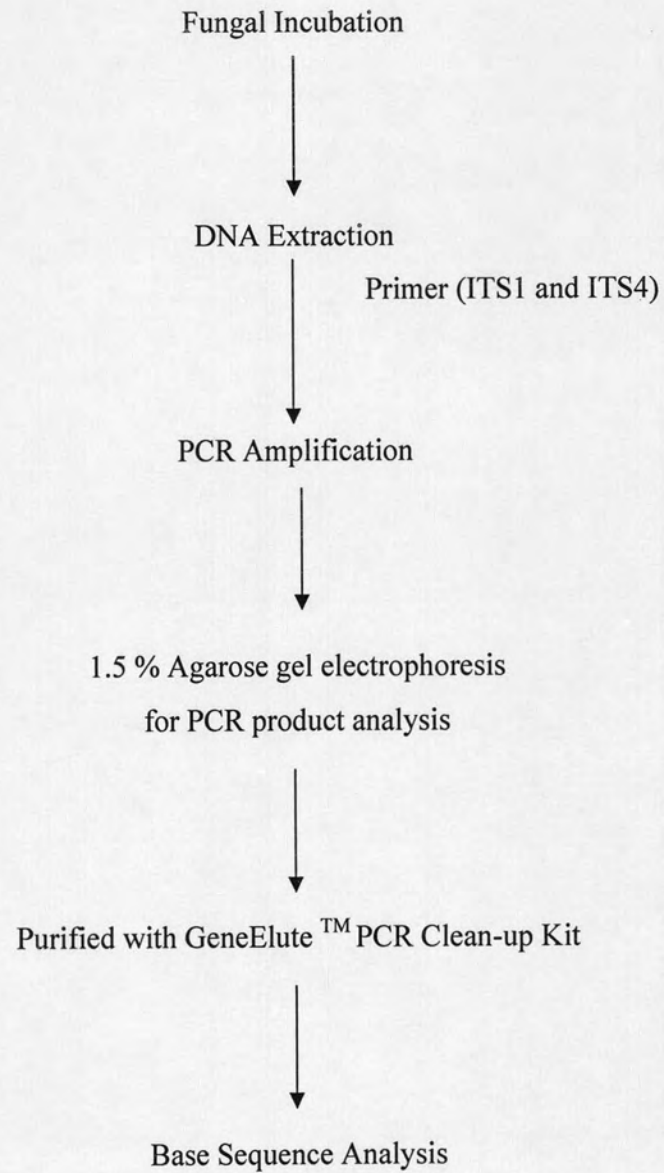 Fungal Incubation
DNA Extraction
Primer (ITS1 and ITS4)
PCR Amplification
1.5 % Agarose gel electrophoresis
for PCR product analysis
Purified with GeneElute ™ PCR Clean-up Kit
Base Sequence Analysis